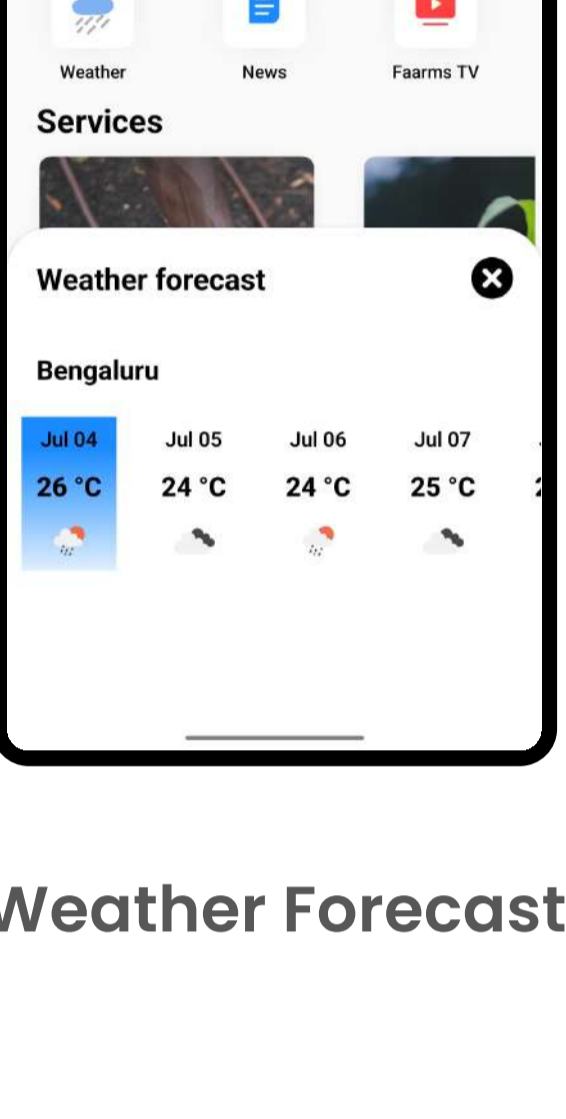 Weather News Faarms TV
Services
Weather forecast
Bengaluru
Jul 04 Jul 05 Jul 06 Jul 07
26 °C 24 °C 24 °C 25 °C
Weather Forecast